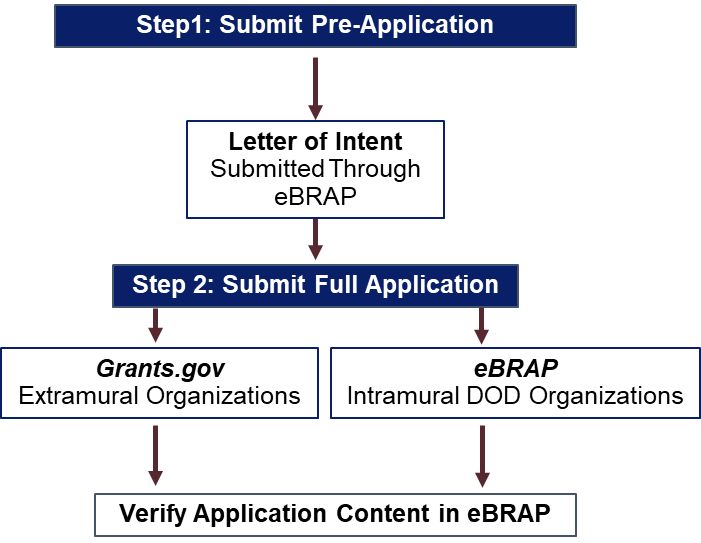 Step1: Submit Pre-Application
Letter of Intent
Submitted Through
eBRAP
Step 2: Submit Full Application
Grants.gov
Extramural Organizations
eBRAP
Intramural DOD Organizations
Verify Application Content in eBRAP